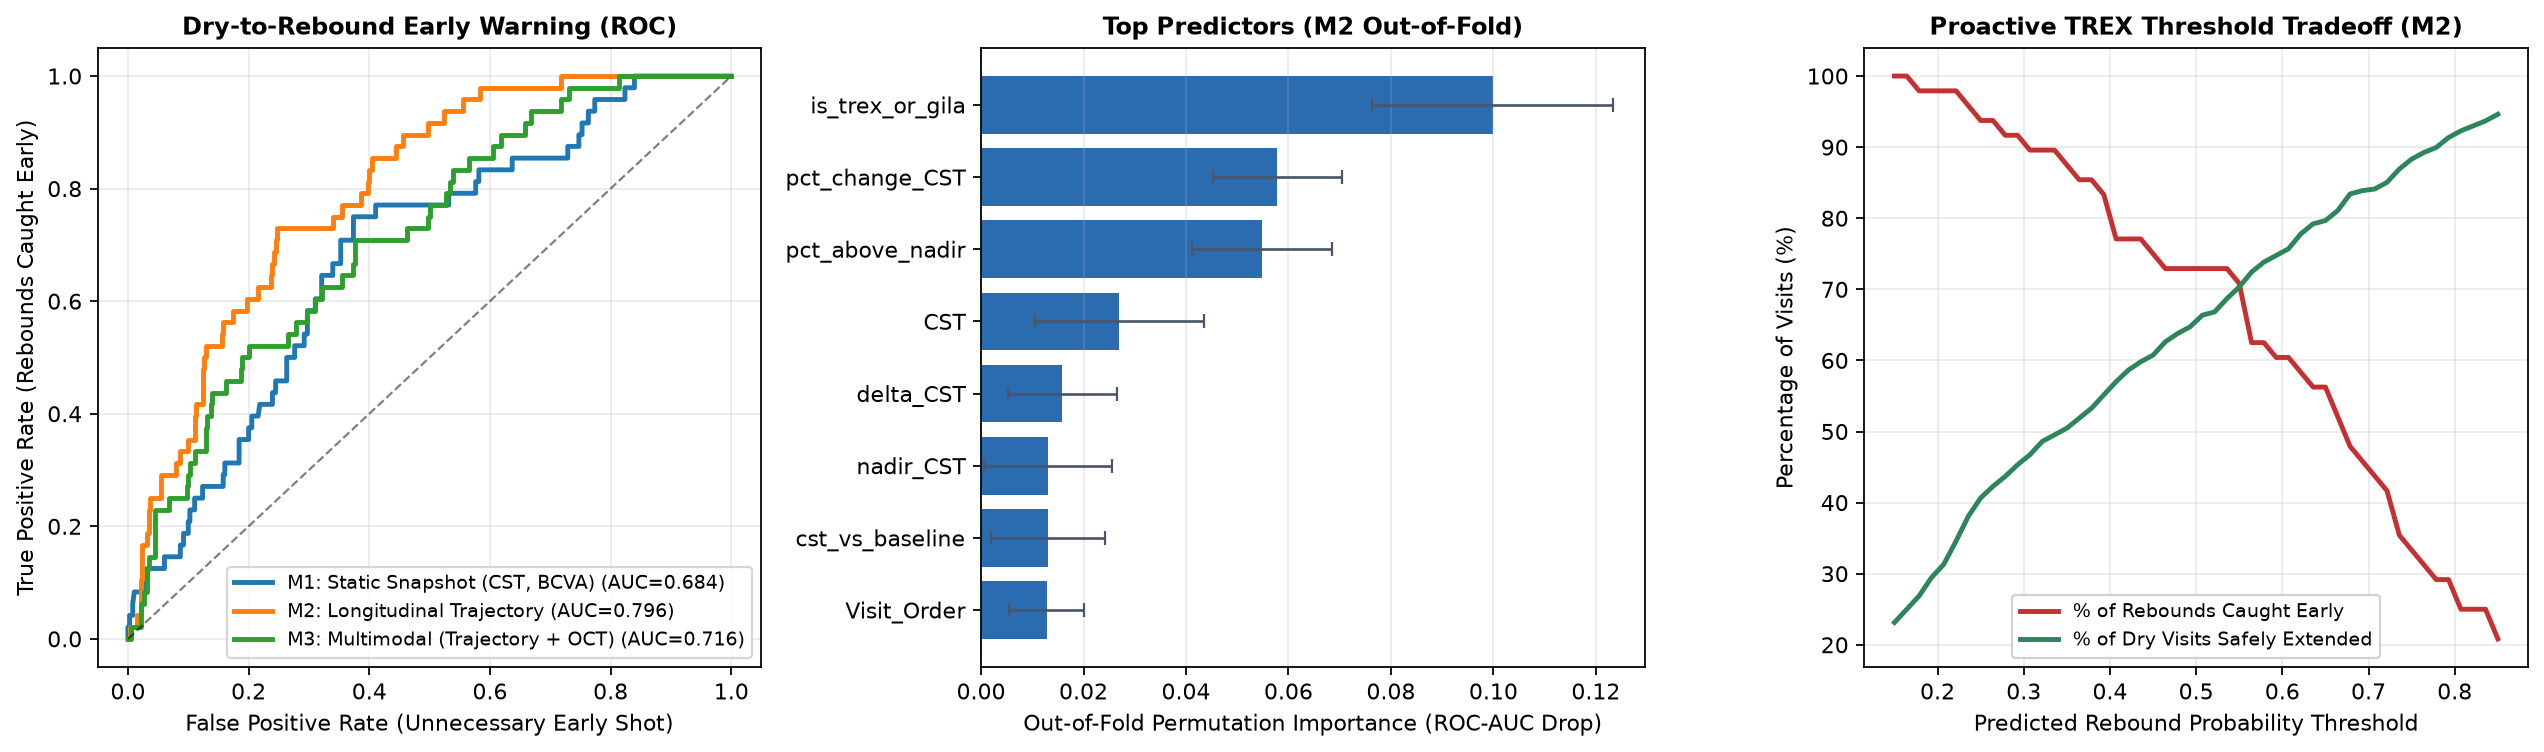 Dry-to-Rebound Early Warning (ROC)
True Positive Rate (Rebounds Caught Early)
1.0
0.8
0.6
0.4
0.2
0.0
M1: Static Snapshot (CST, BCVA) (AUC=0.684)
M2: Longitudinal Trajectory (AUC=0.796)
M3: Multimodal (Trajectory + OCT) (AUC=0.716)
0.0 0.2 0.4 0.6 0.8 1.0
False Positive Rate (Unnecessary Early Shot)
Top Predictors (M2 Out-of-Fold)
is_trex_or_gila
pct_change_CST
pct_above_nadir
CST
delta_CST
nadir_CST
cst_vs_baseline
Visit_Order
0.00 0.02 0.04 0.06 0.08 0.10 0.12
Out-of-Fold Permutation Importance (ROC-AUC Drop)
Proactive TREX Threshold Tradeoff (M2)
Percentage of Visits (%)
100
90
80
70
60
50
40
30
20
% of Rebounds Caught Early
% of Dry Visits Safely Extended
0.2 0.3 0.4 0.5 0.6 0.7 0.8
Predicted Rebound Probability Threshold